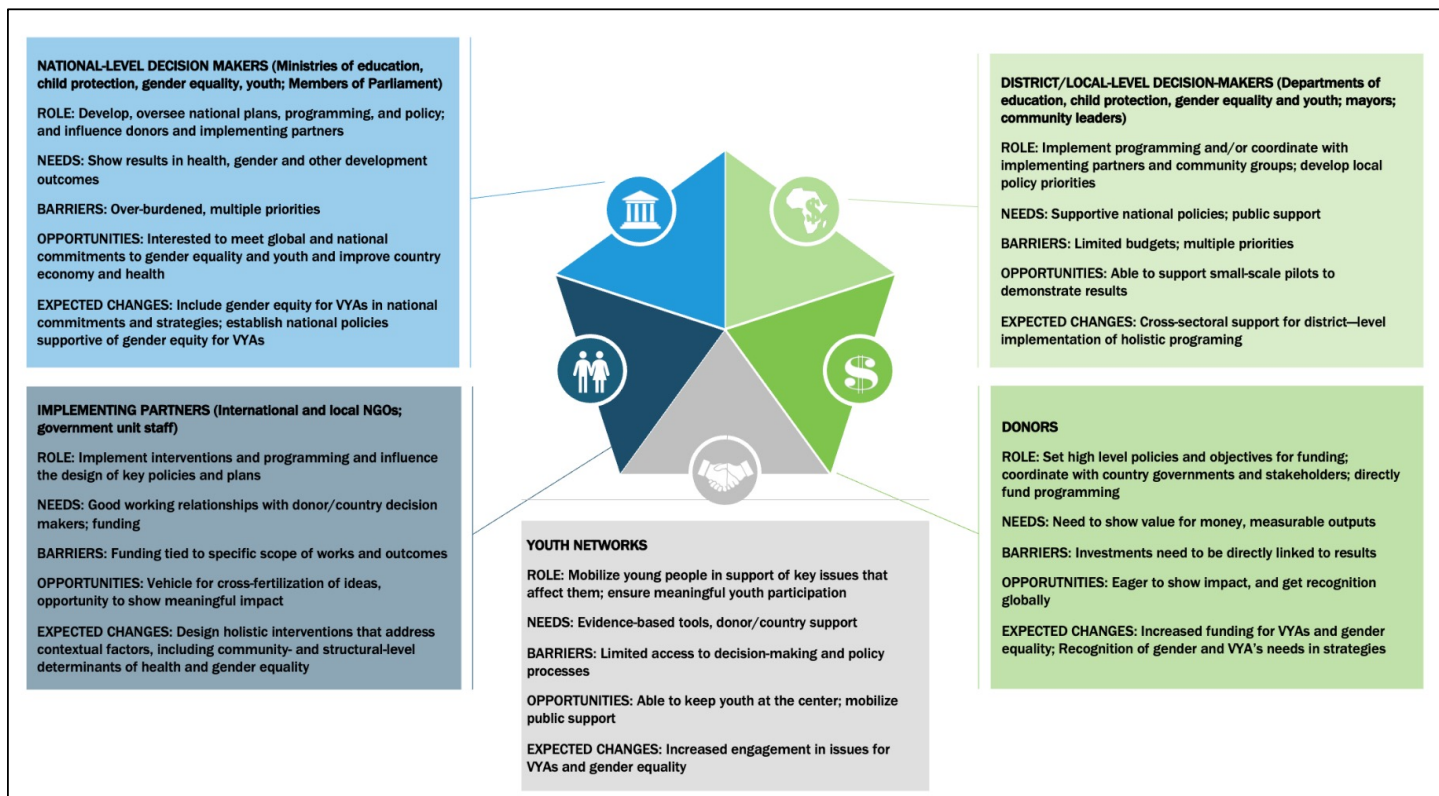 NATIONAL-LEVEL DECISION MAKERS (Ministries of education,
child protection, gender equality, youth; Members of Parliament)
ROLE: Develop, oversee national plans, programming, and policy;
and influence donors and implementing partners
NEEDS: Show results in health, gender and other development
outcomes
BARRIERS: Over-burdened, multiple priorities
OPPORTUNITIES: Interested to meet global and national
commitments to gender equality and youth and improve country
economy and health
EXPECTED CHANGES: Include gender equity for VYAs in national
commitments and strategies; establish national policies
supportive of gender equity for VYAs
DISTRICT/LOCAL-LEVEL DECISION-MAKERS (Departments of
education, child protection, gender equality and youth; mayors;
community leaders)
ROLE: Implement programming and/or coordinate with
implementing partners and community groups; develop local
policy priorities
NEEDS: Supportive national policies; public support
BARRIERS: Limited budgets; multiple priorities
OPPORTUNITIES: Able to support small-scale pilots to
demonstrate results
EXPECTED CHANGES: Cross-sectoral support for district—level
implementation of holistic programing
$
IMPLEMENTING PARTNERS (International and local NGOs;
government unit staff)
ROLE: Implement interventions and programming and influence
the design of key policies and plans
NEEDS: Good working relationships with donor/country decision
makers; funding
BARRIERS: Funding tied to specific scope of works and outcomes
OPPORTUNITIES: Vehicle for cross-fertilization of ideas,
opportunity to show meaningful impact
EXPECTED CHANGES: Design holistic interventions that address
contextual factors, including community- and structural-level
determinants of health and gender equality
YOUTH NETWORKS
ROLE: Mobilize young people in support of key issues that
affect them; ensure meaningful youth participation
NEEDS: Evidence-based tools, donor/country support
BARRIERS: Limited access to decision-making and policy
processes
OPPORTUNITIES: Able to keep youth at the center; mobilize
public support
EXPECTED CHANGES: Increased engagement in issues for
VYAs and gender equality
DONORS
ROLE: Set high level policies and objectives for funding;
coordinate with country governments and stakeholders; directly
fund programming
NEEDS: Need to show value for money, measurable outputs
BARRIERS: Investments need to be directly linked to results
OPPORUTNITIES: Eager to show impact, and get recognition
globally
EXPECTED CHANGES: Increased funding for VYAs and gender
equality; Recognition of gender and VYA's needs in strategies